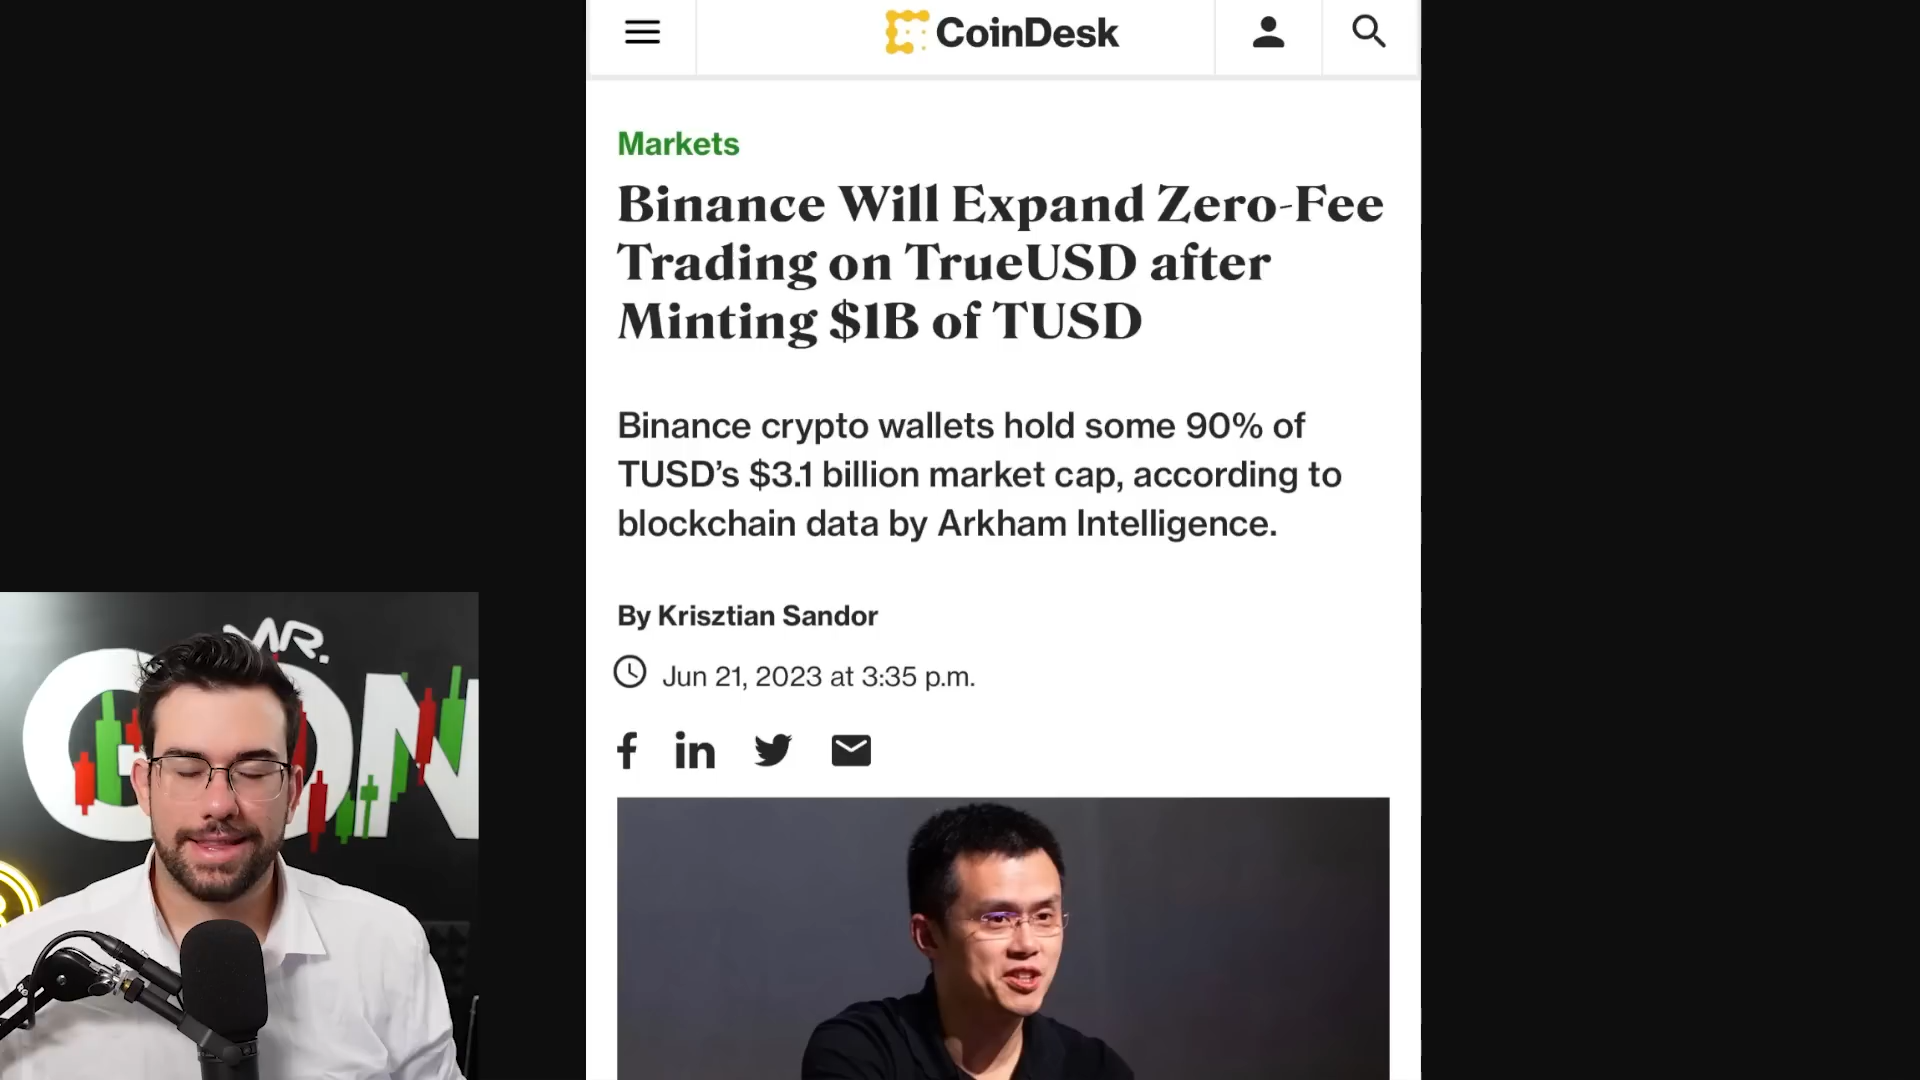 CoinDesk
Markets
Binance Will Expand Zero-Fee
Trading on TrueUSD after
Minting $1B of TUSD
Binance crypto wallets hold some 90% of
TUSD’s $3.1 billion market cap, according to
blockchain data by Arkham Intelligence.
By Krisztian Sandor
Jun 21, 2023 at 3:35 p.m.
MR.